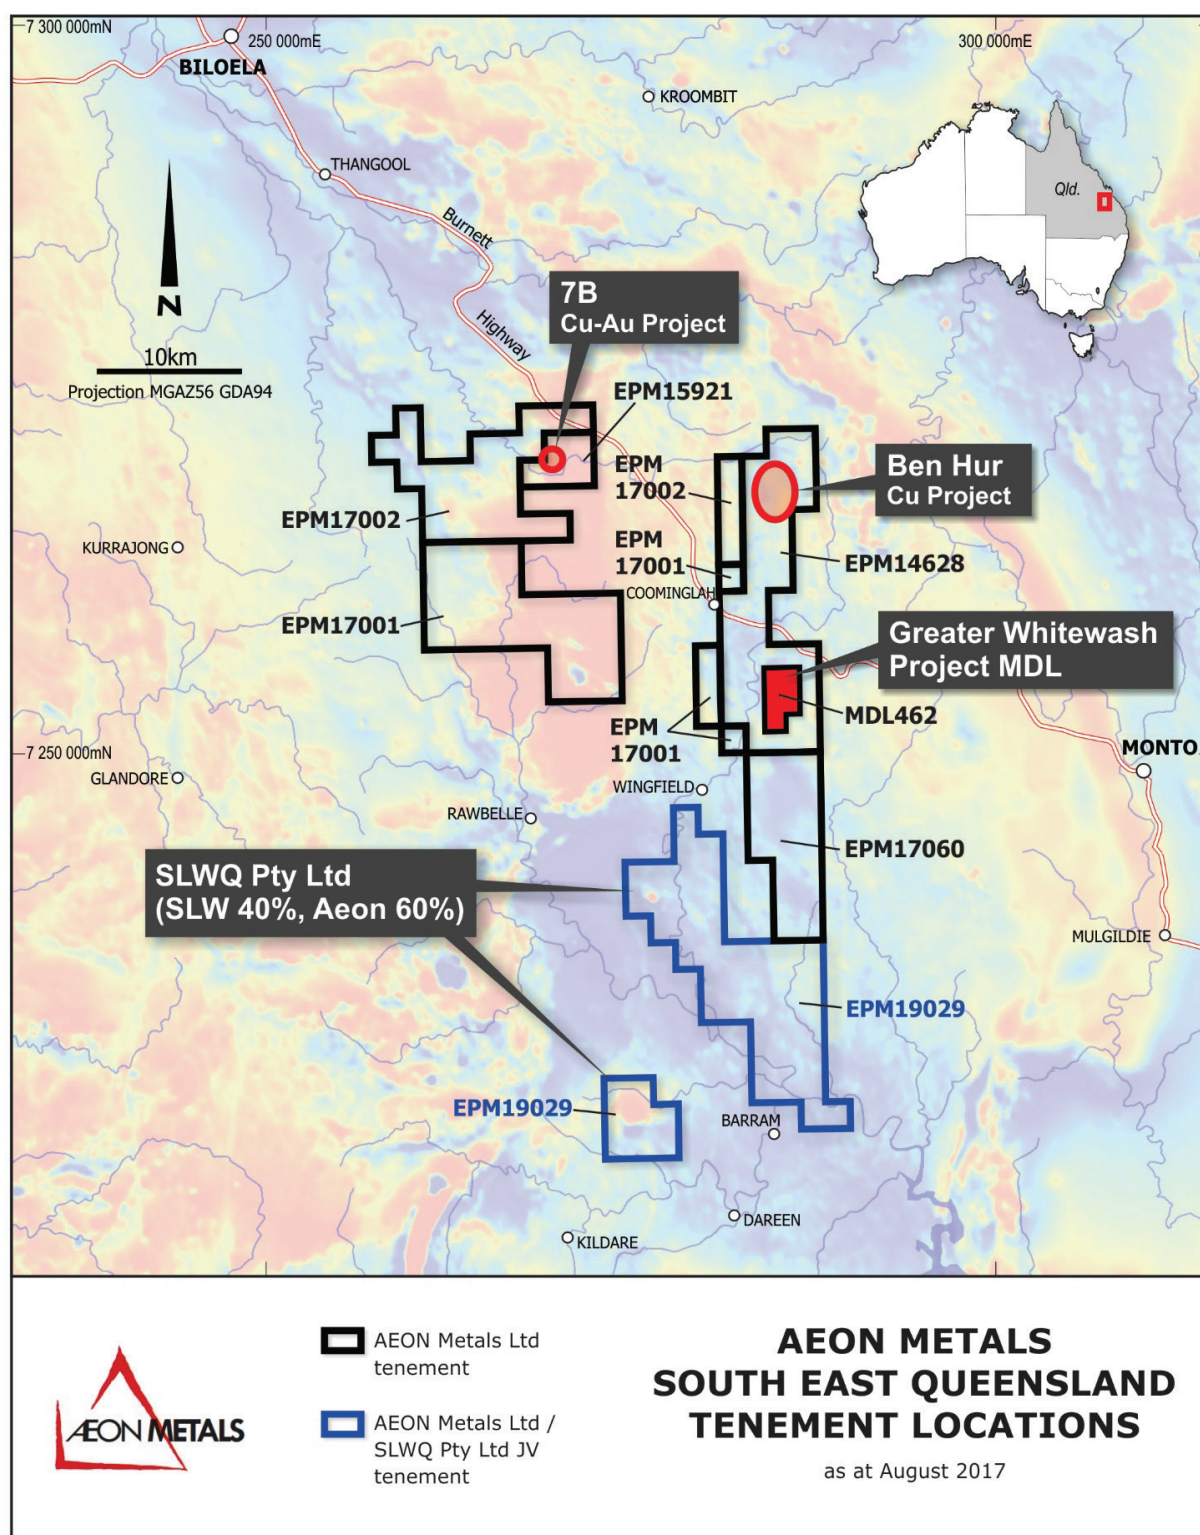 7 300 000mN
250 000mE
300 000mE
BILOELA
KROOMBIT
THANGOOL
Qld.
Burnett
N
7B
Cu-Au Project
Highway
10km
Projection MGAZ56 GDA94
EPM15921
EPM
17002
Ben Hur
Cu Project
EPM17002
KURRAJONG
EPM
17001
EPM14628
COOMINGLAH
EPM17001
Greater Whitewash
Project MDL
MDL462
EPM
17001
7 250 000mN
MONTO
GLANDORE
WINGFIELD
RAWBELLE
EPM17060
SLWQ Pty Ltd
(SLW 40%, Aeon 60%)
MULGILDIE
EPM19029
EPM19029
BARRAM
DAREEN
KILDARE
AEON METALS
AEON Metals Ltd
tenement
AEON Metals Ltd /
SLWQ Pty Ltd JV
tenement
AEON METALS
SOUTH EAST QUEENSLAND
TENEMENT LOCATIONS
as at August 2017